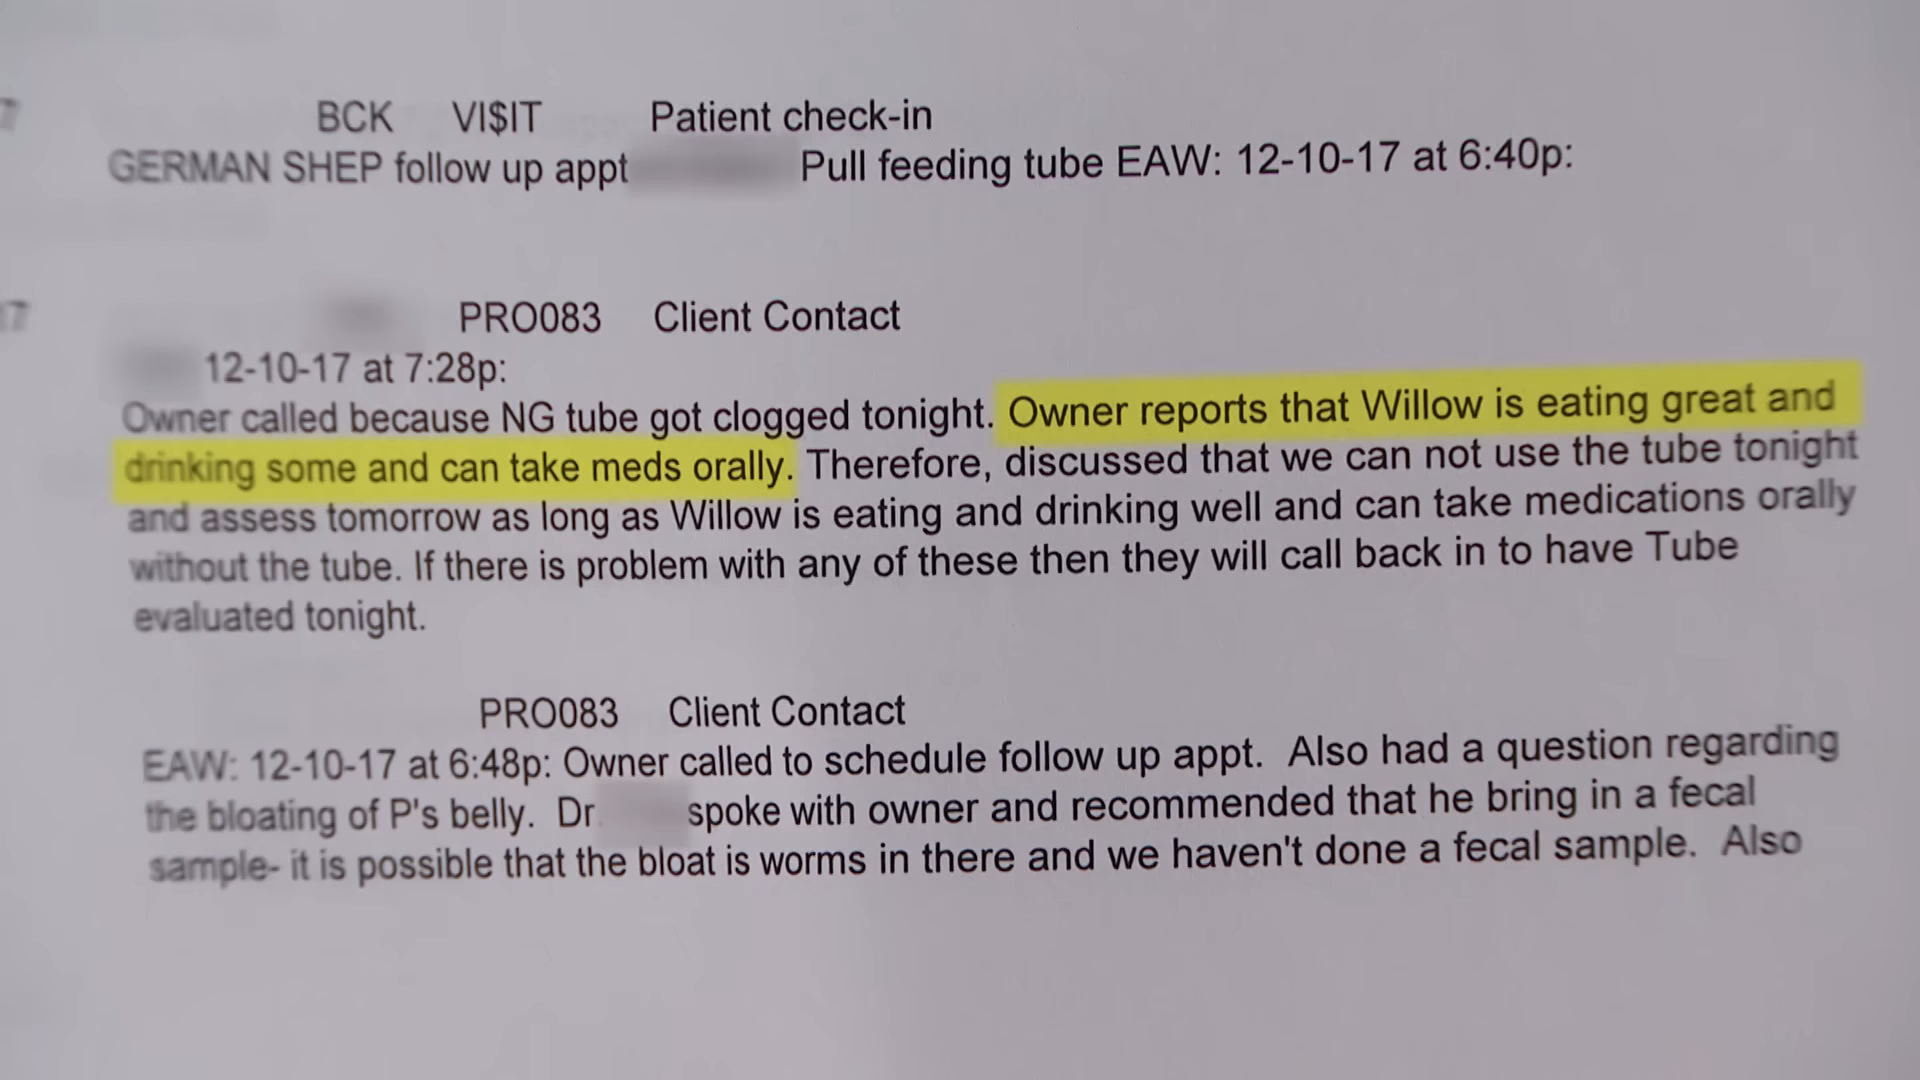 7
BCK VI$IT Patient check-in
GERMAN SHEP follow up appt Pull feeding tube EAW: 12-10-17 at 6:40p:
17
PRO083 Client Contact
12-10-17 at 7:28p:
Owner called because NG tube got clogged tonight. Owner reports that Willow is eating great and
drinking some and can take meds orally. Therefore, discussed that we can not use the tube tonight
and assess tomorrow as long as Willow is eating and drinking well and can take medications orally
without the tube. If there is problem with any of these then they will call back in to have Tube
evaluated tonight.
PRO083 Client Contact
EAW: 12-10-17 at 6:48p: Owner called to schedule follow up appt. Also had a question regarding
the bloating of P's belly. Dr spoke with owner and recommended that he bring in a fecal
sample- it is possible that the bloat is worms in there and we haven't done a fecal sample. Also